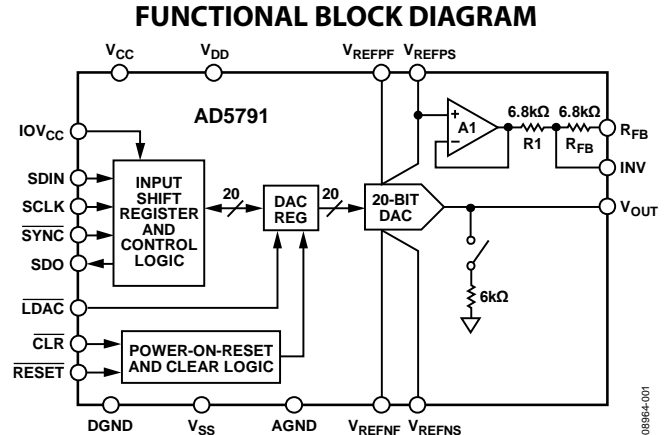 FUNCTIONAL BLOCK DIAGRAM
VCC
VDD
VREFPF
VREFPS
AD5791
6.8kΩ
6.8kΩ
A1
R1
RFB
RFB
INV
IOVCC
SDIN
SCLK
SYNC
SDO
INPUT
SHIFT
REGISTER
AND
CONTROL
LOGIC
20
DAC
REG
20
20-BIT
DAC
VOUT
6kΩ
LDAC
CLR
RESET
POWER-ON-RESET
AND CLEAR LOGIC
DGND
VSS
AGND
VREFNF
VREFNS
08964-001